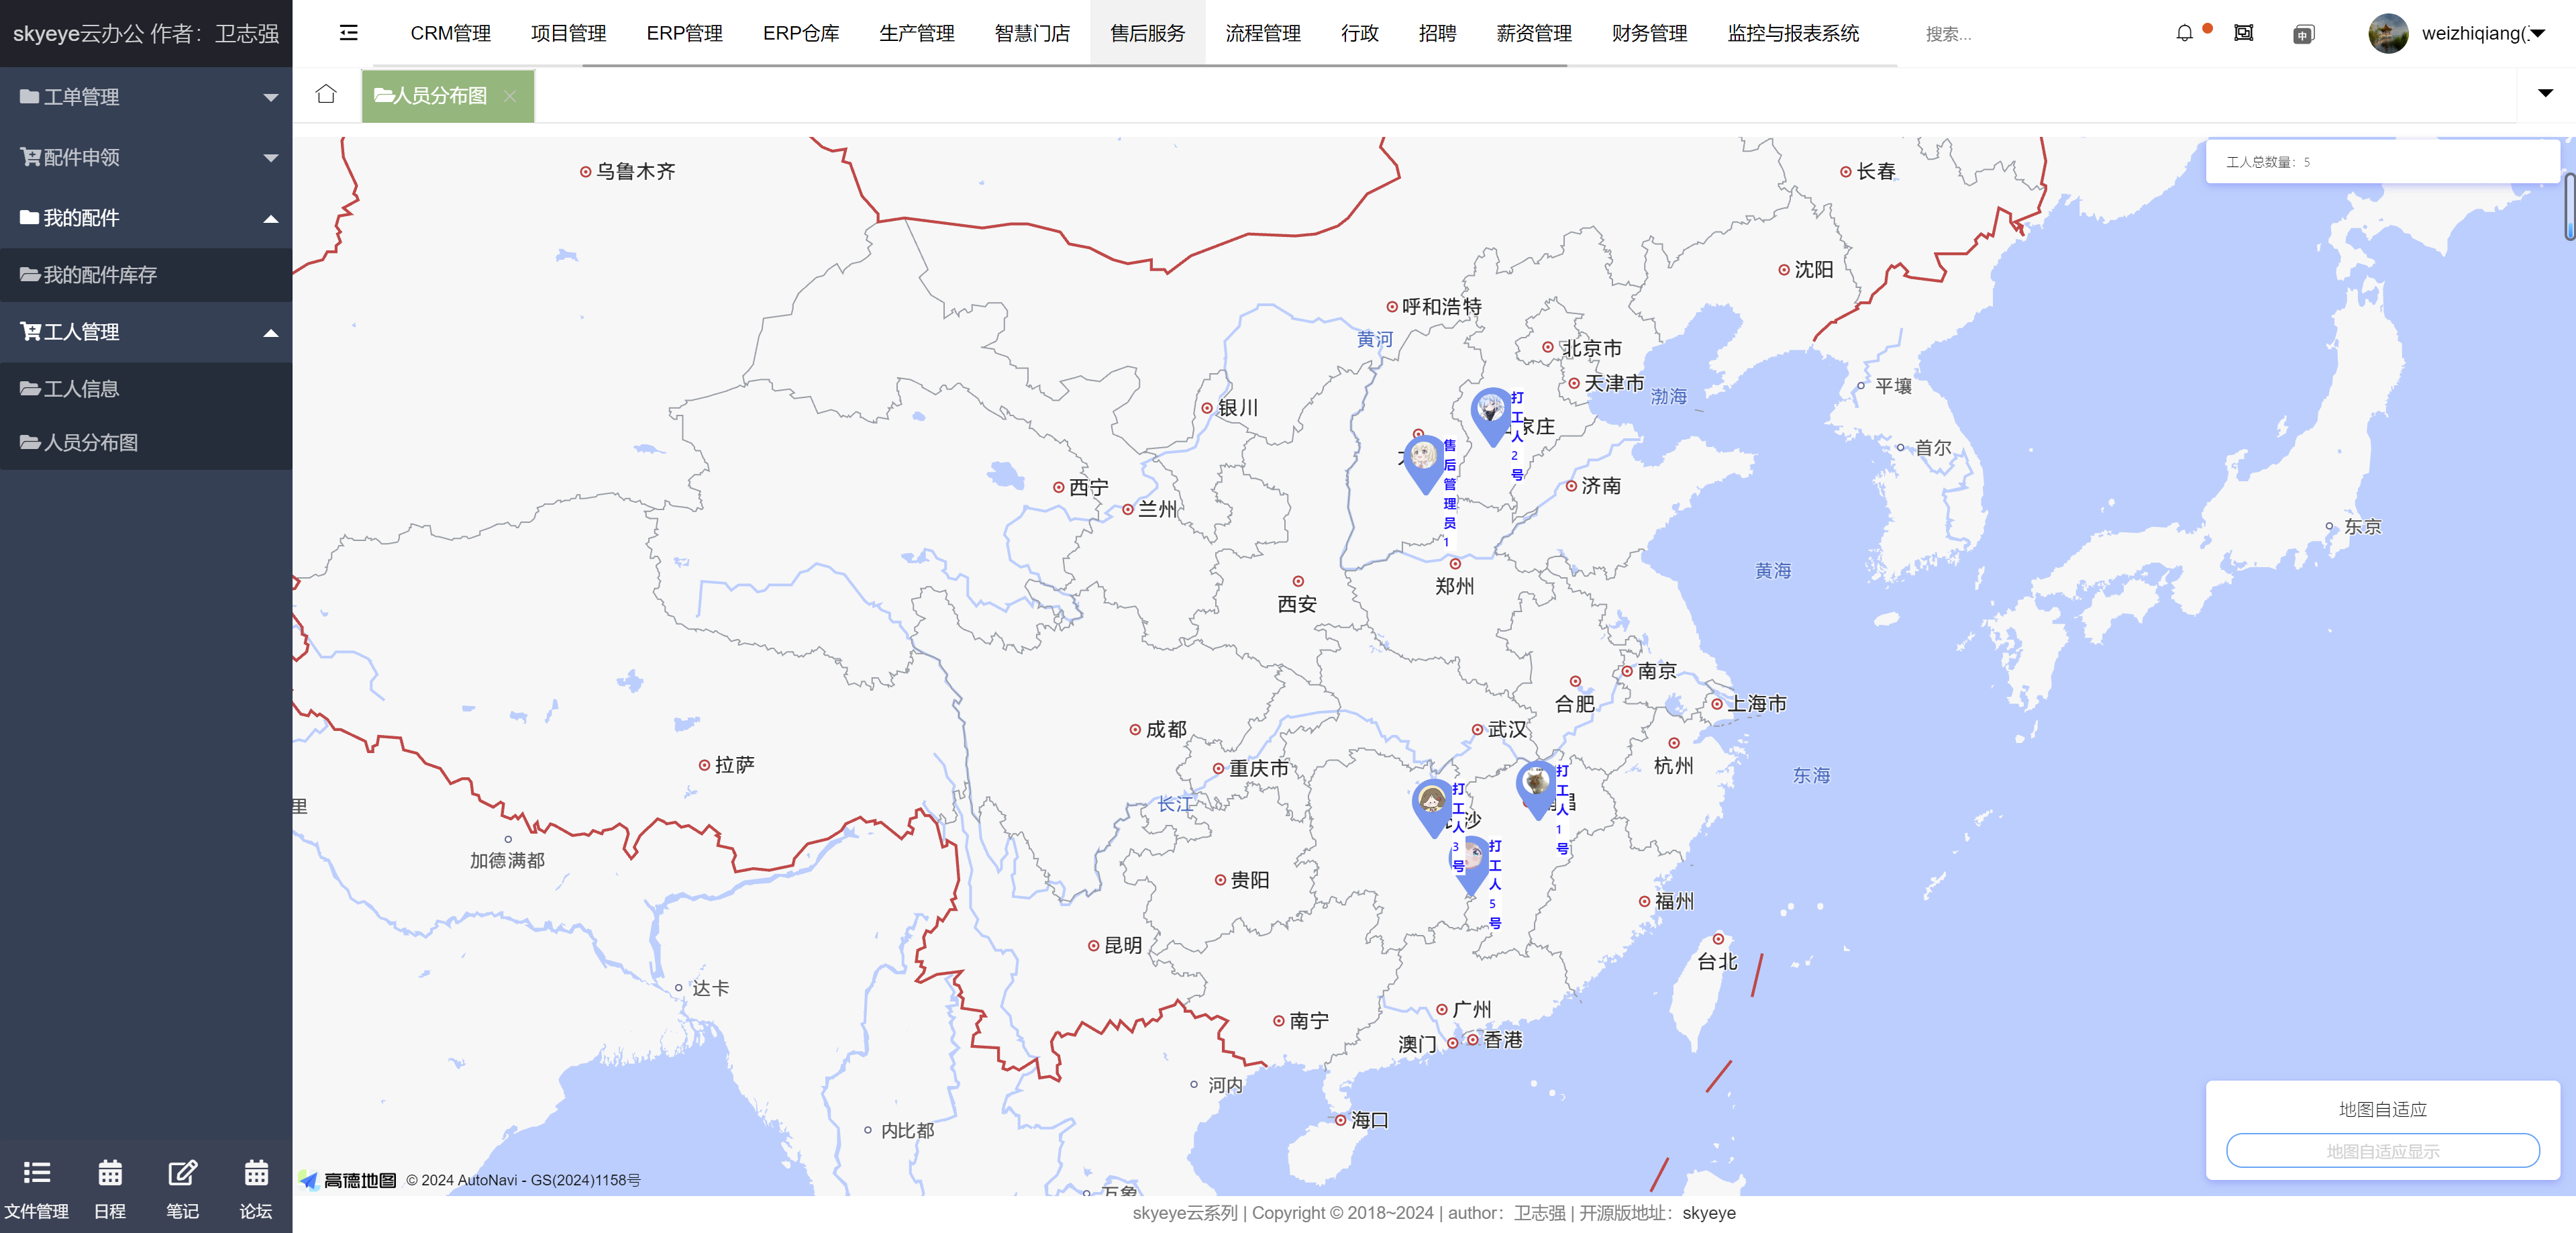 skyeye云办公 作者：卫志强
CRM管理
项目管理
ERP管理
ERP仓库
生产管理
智慧门店
售后服务
流程管理
行政
招聘
薪资管理
财务管理
监控与报表系统
搜索...
中
weizhiqiang(
工单管理
配件申领
我的配件
我的配件库存
工人管理
工人信息
人员分布图
文件管理
日程
笔记
论坛
人员分布图
工人总数量：5
乌鲁木齐
长春
沈阳
呼和浩特
黄河
北京市
天津市
渤海
平壤
银川
打工人2号
家庄
首尔
售后管理员1
西宁
济南
兰州
东京
黄海
郑州
西安
南京
合肥
上海市
成都
武汉
杭州
拉萨
重庆市
东海
长江
里
打工人1号
打工人3号
沙
打工人5号
加德满都
贵阳
福州
昆明
台北
达卡
广州
南宁
澳门
香港
河内
海口
内比都
万象
地图自适应
地图自适应显示
高德地图 © 2024 AutoNavi - GS(2024)1158号
skyeye云系列 | Copyright © 2018~2024 | author：卫志强 | 开源版地址：skyeye